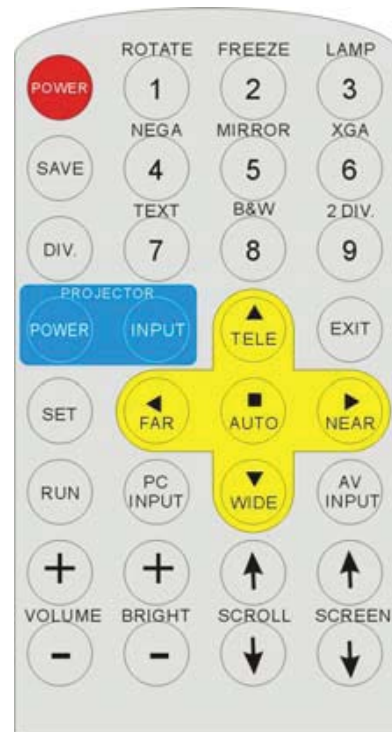 ROTATE FREEZE LAMP
POWER 1 2 3
NEGA MIRROR XGA
SAVE 4 5 6
TEXT B&W 2 DIV.
DIV. 7 8 9
PROJECTOR
POWER INPUT TELE EXIT
SET FAR AUTO NEAR
RUN PC INPUT WIDE AV INPUT
+ +
VOLUME BRIGHT SCROLL SCREEN
- -